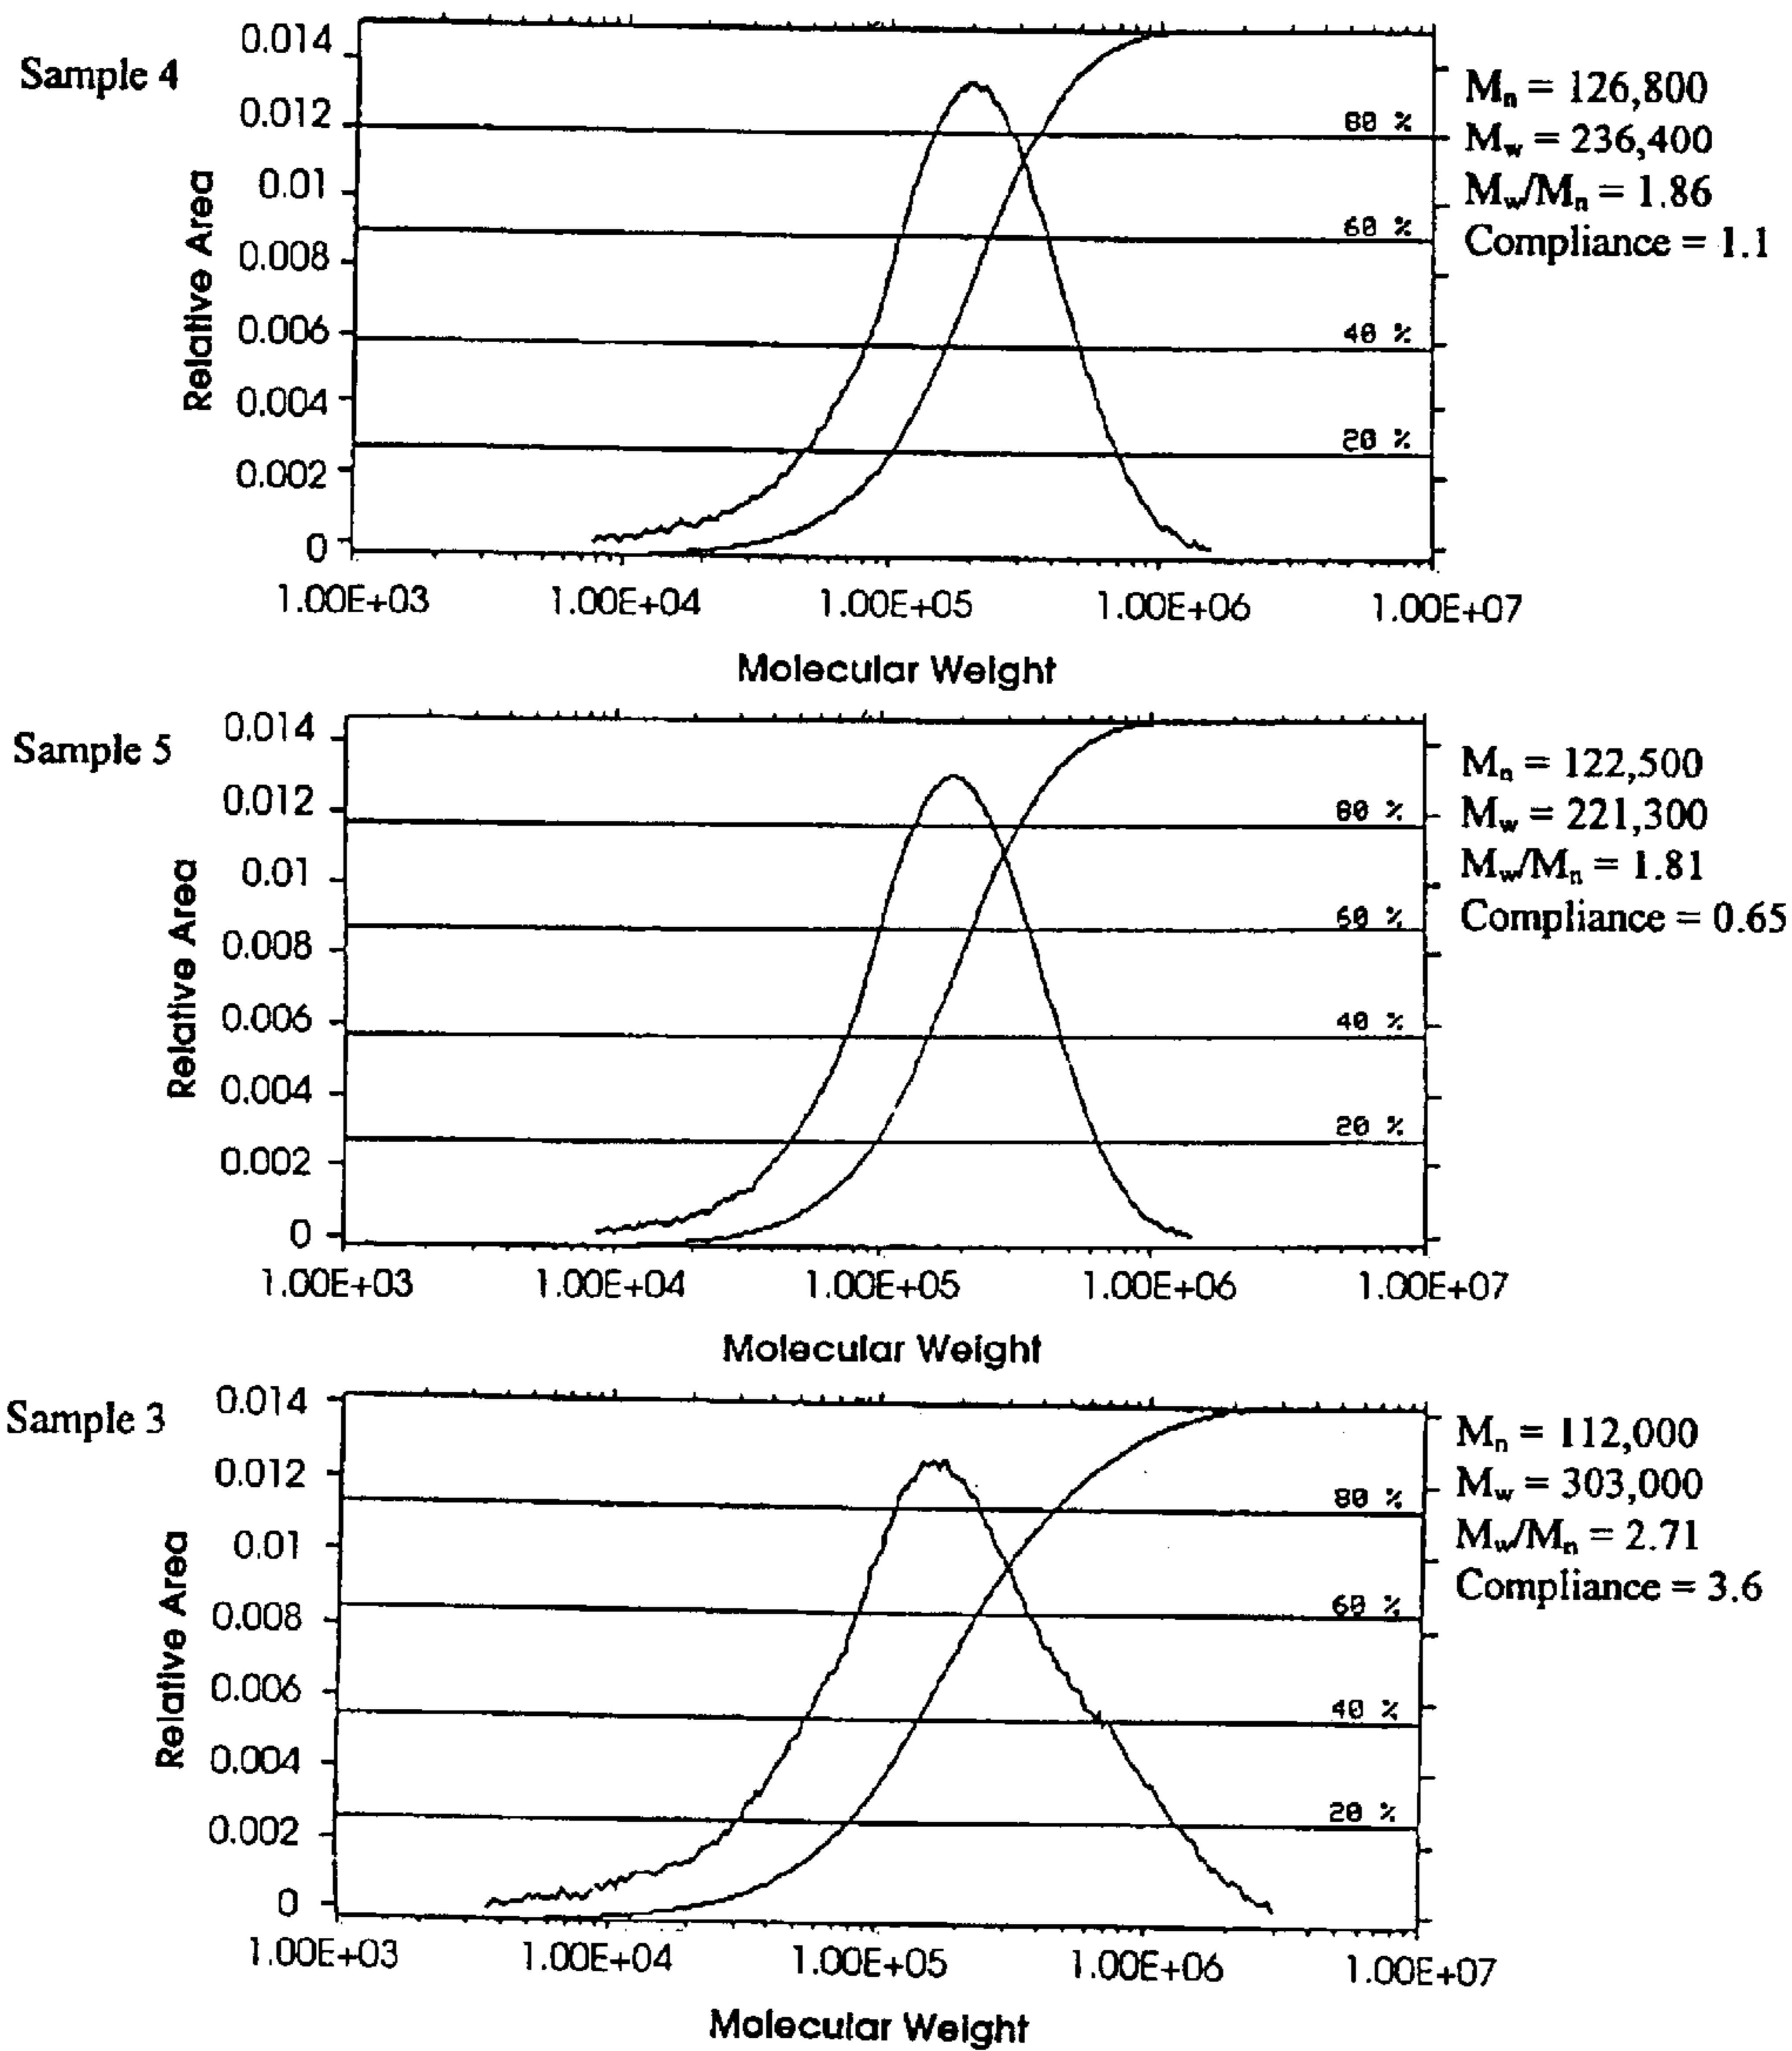 Sample 4
Relative Area
0.014
0.012
0.01
0.008
0.006
0.004
0.002
0
80 %
60 %
40 %
20 %
1.00E+03 1.00E+04 1.00E+05 1.00E+06 1.00E+07
Molecular Weight
Mn = 126,800
Mw = 236,400
Mw/Mn = 1.86
Compliance = 1.1
Sample 5
Relative Area
0.014
0.012
0.01
0.008
0.006
0.004
0.002
0
80 %
60 %
40 %
20 %
1.00E+03 1.00E+04 1.00E+05 1.00E+06 1.00E+07
Molecular Weight
Mn = 122,500
Mw = 221,300
Mw/Mn = 1.81
Compliance = 0.65
Sample 3
Relative Area
0.014
0.012
0.01
0.008
0.006
0.004
0.002
0
80 %
60 %
40 %
20 %
1.00E+03 1.00E+04 1.00E+05 1.00E+06 1.00E+07
Molecular Weight
Mn = 112,000
Mw = 303,000
Mw/Mn = 2.71
Compliance = 3.6